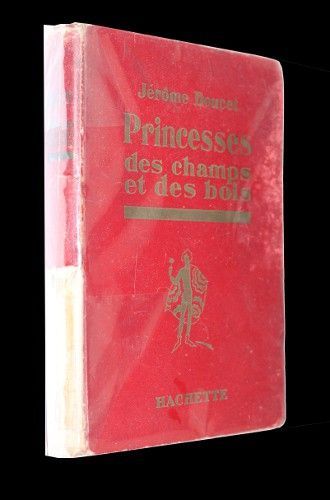 Jérôme Doucet
Princesses
des champs
et des bois
HACHETTE